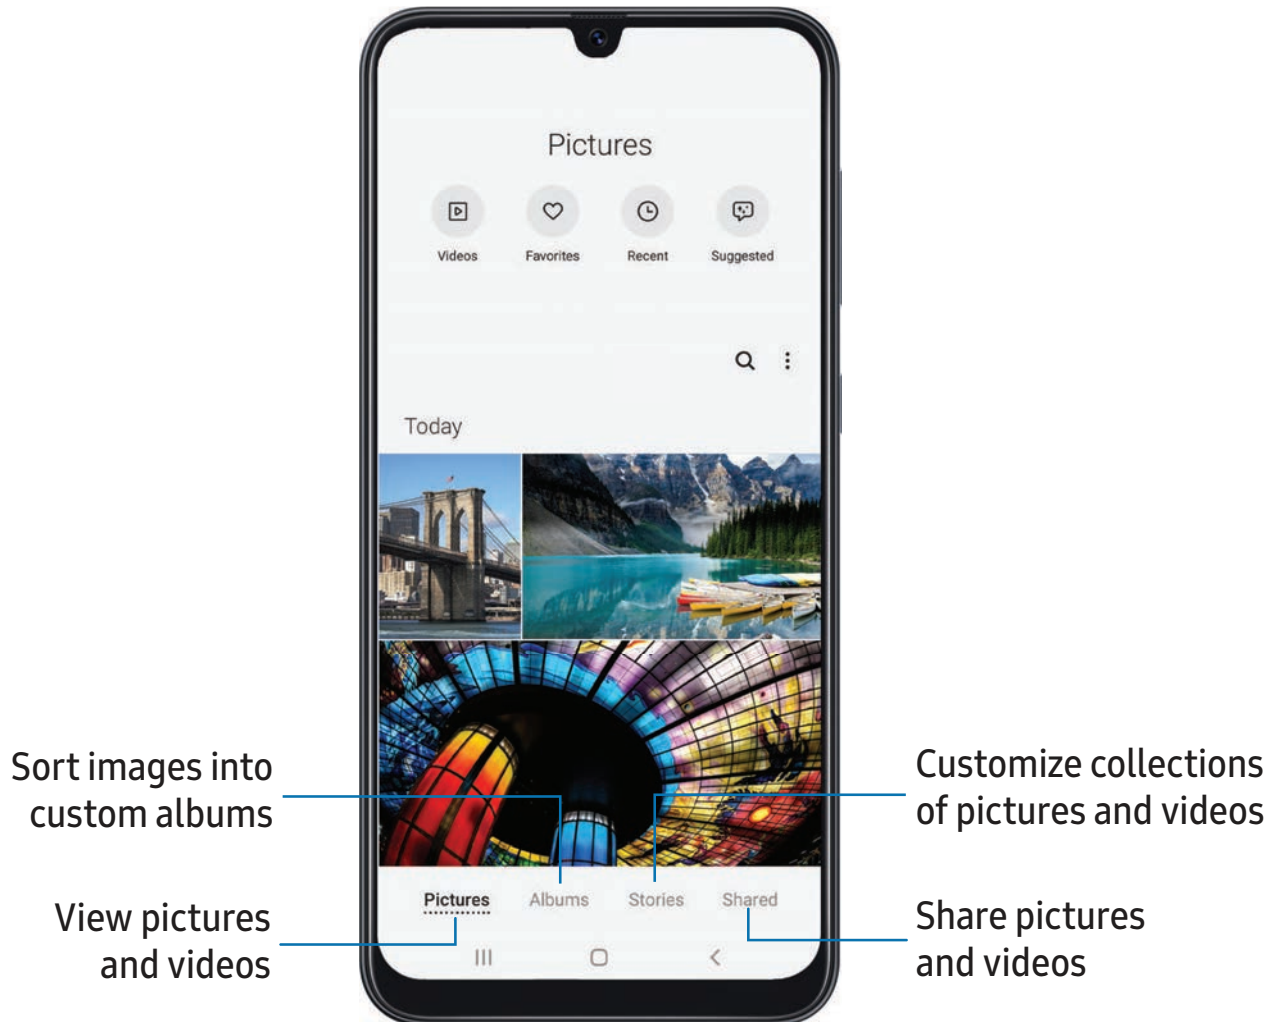 Pictures
Videos
Favorites
Recent
Suggested
Today
Sort images into
custom albums
Customize collections
of pictures and videos
Pictures
Albums
Stories
Shared
View pictures
and videos
Share pictures
and videos